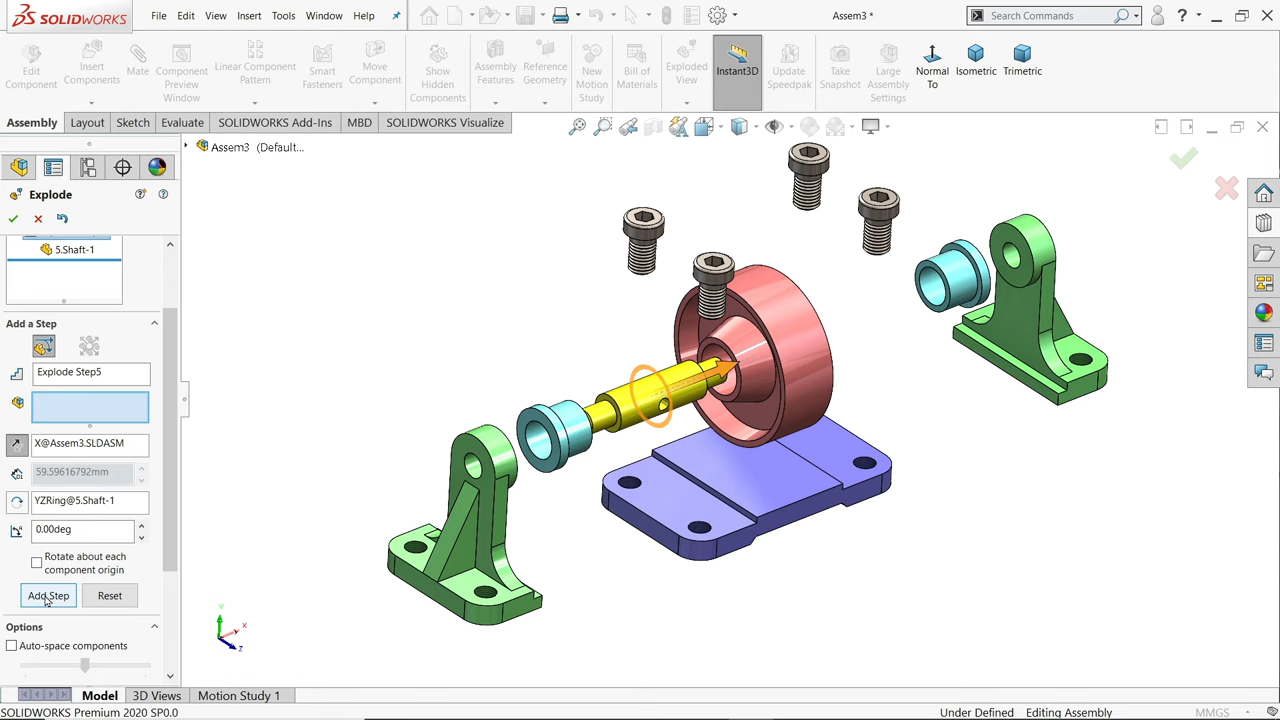 SOLIDWORKS
File Edit View Insert Tools Window Help
Assem3 *
Search Commands
?
Edit Component
Insert Components
Mate
Component Preview Window
Linear Component Pattern
Smart Fasteners
Move Component
Show Hidden Components
Assembly Features
Reference Geometry
New Motion Study
Bill of Materials
Exploded View
Instant3D
Update Speedpak
Take Snapshot
Large Assembly Settings
Normal To
Isometric
Trimetric
Assembly Layout Sketch Evaluate SOLIDWORKS Add-Ins MBD SOLIDWORKS Visualize
Assem3 (Default...
Explode
5.Shaft-1
Add a Step
Explode Step5
X@Assem3.SLDASM
59.59616792mm
YZRing@5.Shaft-1
0.00deg
Rotate about each
component origin
Add Step Reset
Options
Auto-space components
Y
X
Z
Model 3D Views Motion Study 1
SOLIDWORKS Premium 2020 SP0.0
Under Defined Editing Assembly MMGS